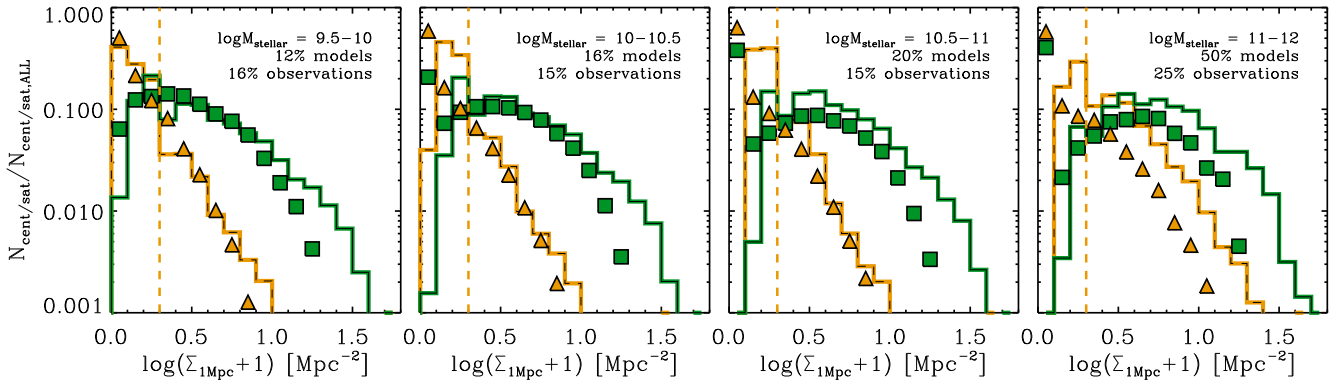 logM_stellar = 9.5−10
12% models
16% observations
logM_stellar = 10−10.5
16% models
15% observations
logM_stellar = 10.5−11
20% models
15% observations
logM_stellar = 11−12
50% models
25% observations
N_cent/sat/N_cent/sat,ALL
1.000
0.100
0.010
0.001
0.0 0.5 1.0 1.5
0.0 0.5 1.0 1.5
0.0 0.5 1.0 1.5
0.0 0.5 1.0 1.5
log(Σ_1Mpc+1) [Mpc⁻²]
log(Σ_1Mpc+1) [Mpc⁻²]
log(Σ_1Mpc+1) [Mpc⁻²]
log(Σ_1Mpc+1) [Mpc⁻²]